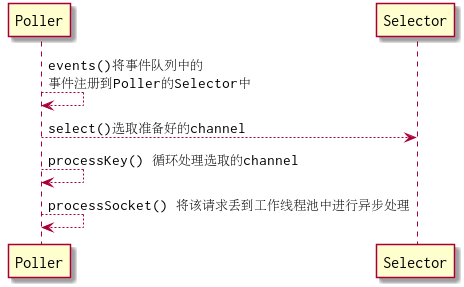 Poller Selector
events()将事件队列中的
事件注册到Poller的Selector中
select()选取准备好的channel
processKey() 循环处理选取的channel
processSocket() 将该请求丢到工作线程池中进行异步处理
Poller Selector